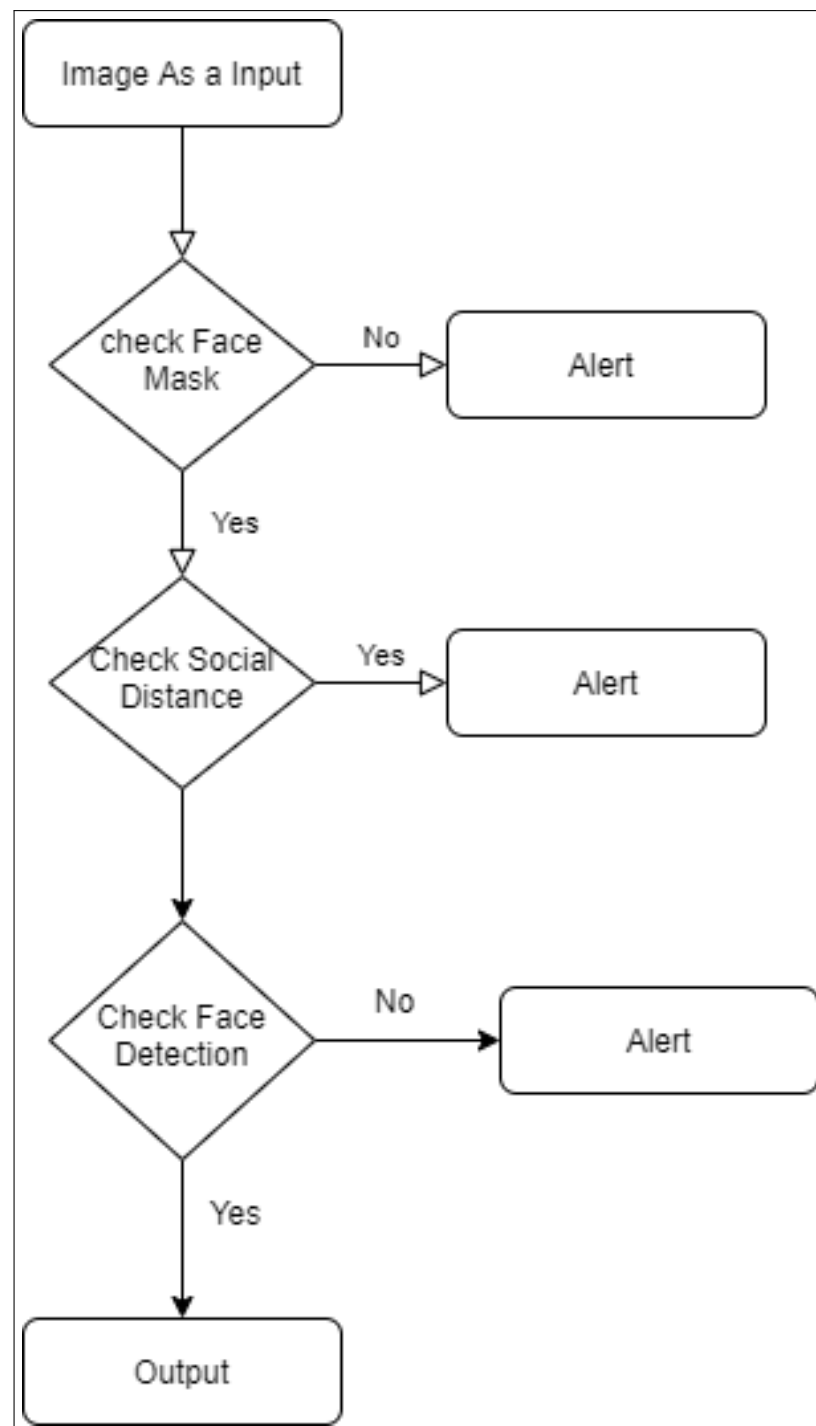 Image As a Input
check Face
Mask
No
Alert
Yes
Check Social
Distance
Yes
Alert
Check Face
Detection
No
Alert
Yes
Output